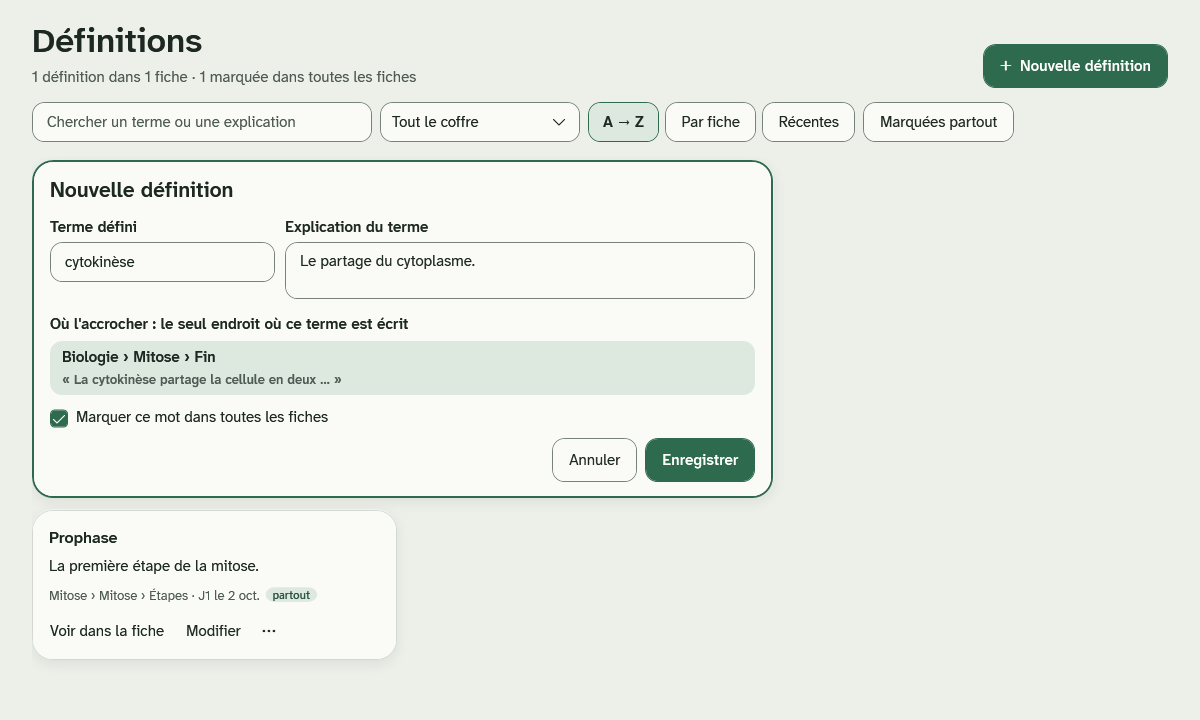 Définitions
1 définition dans 1 fiche · 1 marquée dans toutes les fiches
+ Nouvelle définition
Chercher un terme ou une explication
Tout le coffre
A → Z
Par fiche
Récentes
Marquées partout
Nouvelle définition
Terme défini
Explication du terme
cytokinèse
Le partage du cytoplasme.
Où l'accrocher : le seul endroit où ce terme est écrit
Biologie › Mitose › Fin
« La cytokinèse partage la cellule en deux ... »
Marquer ce mot dans toutes les fiches
Annuler
Enregistrer
Prophase
La première étape de la mitose.
Mitose › Mitose › Étapes · J1 le 2 oct. partout
Voir dans la fiche
Modifier
···